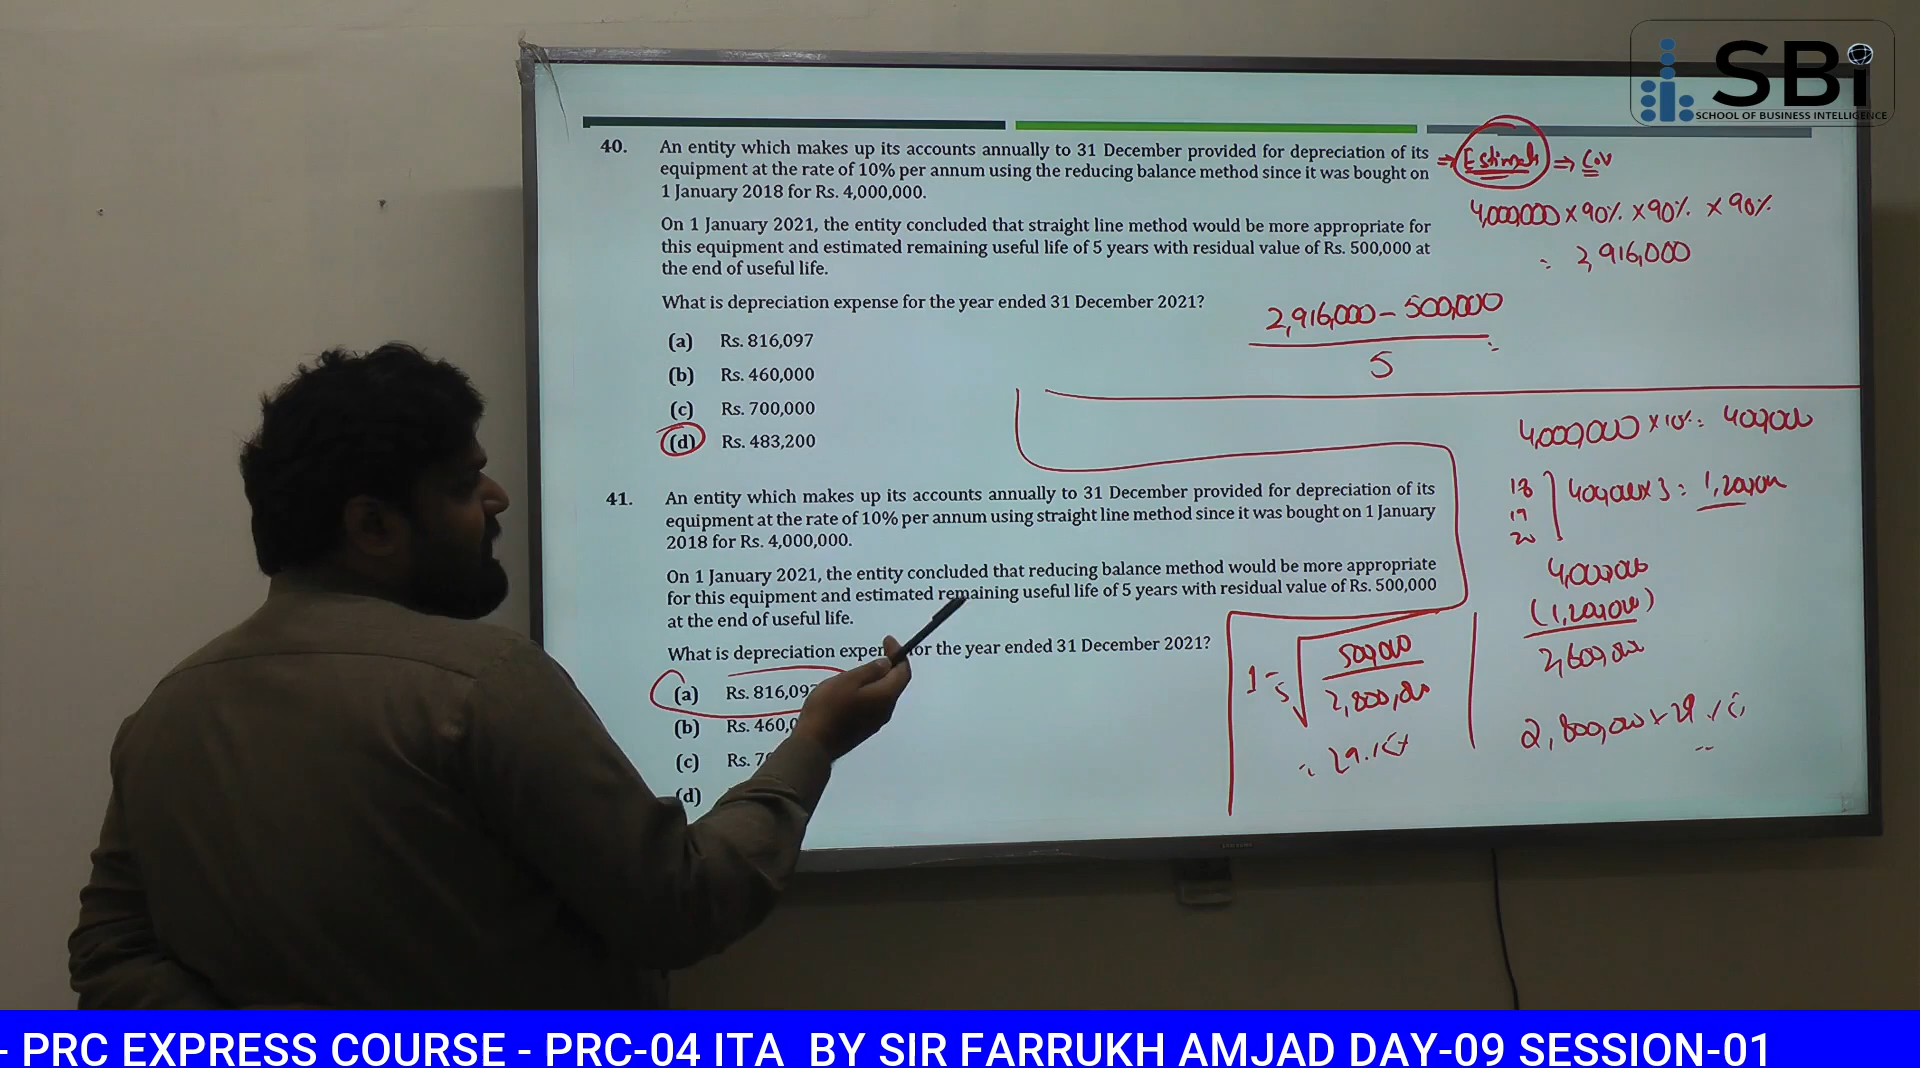 SBi
SCHOOL OF BUSINESS INTELLIGENCE
40. An entity which makes up its accounts annually to 31 December provided for depreciation of its
equipment at the rate of 10% per annum using the reducing balance method since it was bought on
1 January 2018 for Rs. 4,000,000.
On 1 January 2021, the entity concluded that straight line method would be more appropriate for
this equipment and estimated remaining useful life of 5 years with residual value of Rs. 500,000 at
the end of useful life.
What is depreciation expense for the year ended 31 December 2021?
(a) Rs. 816,097
(b) Rs. 460,000
(c) Rs. 700,000
(d) Rs. 483,200
⇒ Estimate ⇒
4,000,000 × 90% × 90% × 90%
= 2,916,000
2,916,000 - 500,000
5 =
41. An entity which makes up its accounts annually to 31 December provided for depreciation of its
equipment at the rate of 10% per annum using straight line method since it was bought on 1 January
2018 for Rs. 4,000,000.
On 1 January 2021, the entity concluded that reducing balance method would be more appropriate
for this equipment and estimated remaining useful life of 5 years with residual value of Rs. 500,000
at the end of useful life.
What is depreciation expen for the year ended 31 December 2021?
(a) Rs. 816,097
(b) Rs. 460,0
(c) Rs. 7
(d)
4,000,000 × 10% = 400,000
18
19
20
400,000 × 3 = 1,200,000
4,000,000
(1,200,000)
1 - 5√
500,000
2,800,000
- PRC EXPRESS COURSE - PRC-04 ITA BY SIR FARRUKH AMJAD DAY-09 SESSION-01